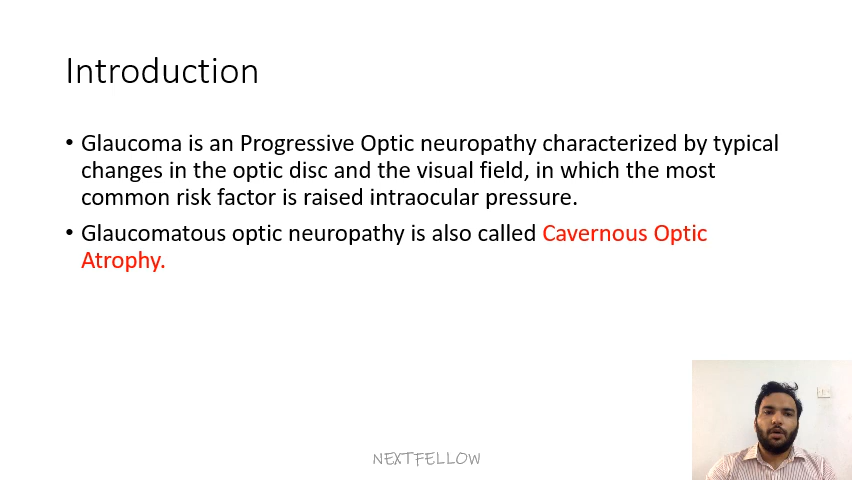 Introduction
• Glaucoma is an Progressive Optic neuropathy characterized by typical
changes in the optic disc and the visual field, in which the most
common risk factor is raised intraocular pressure.
• Glaucomatous optic neuropathy is also called Cavernous Optic
Atrophy.
NEXTFELLOW